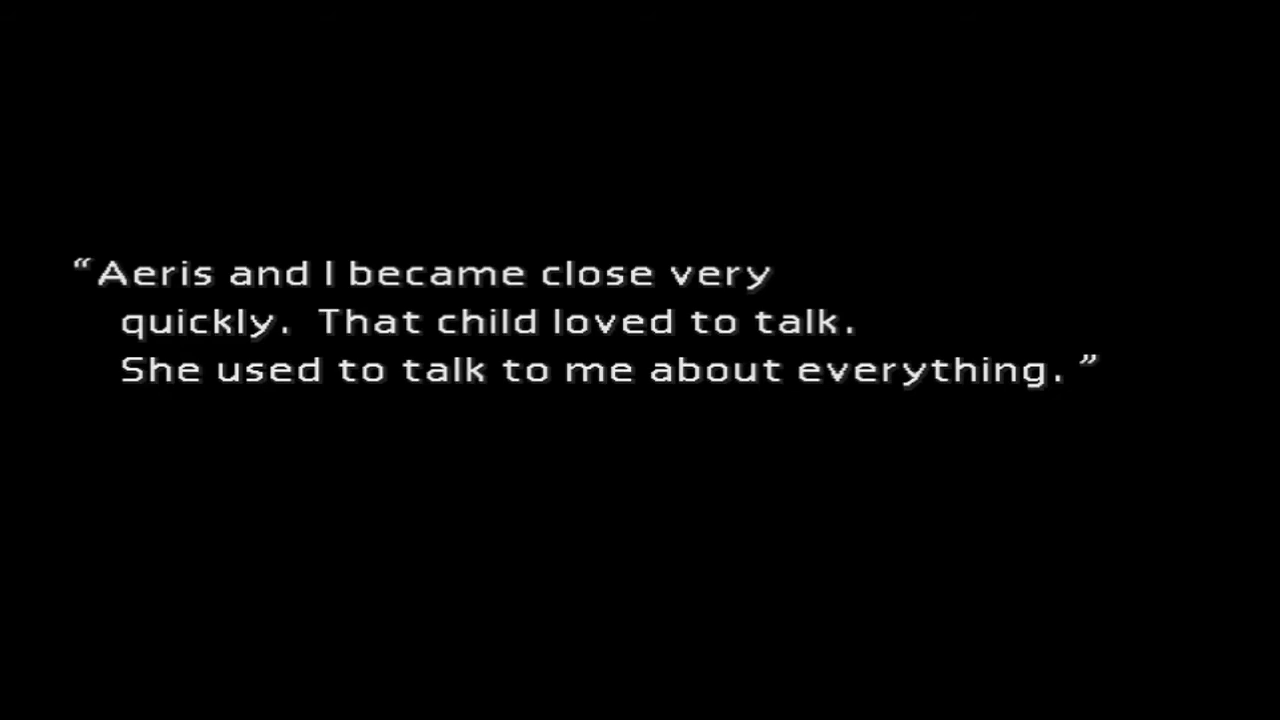 “Aeris and I became close very
quickly. That child loved to talk.
She used to talk to me about everything. ”